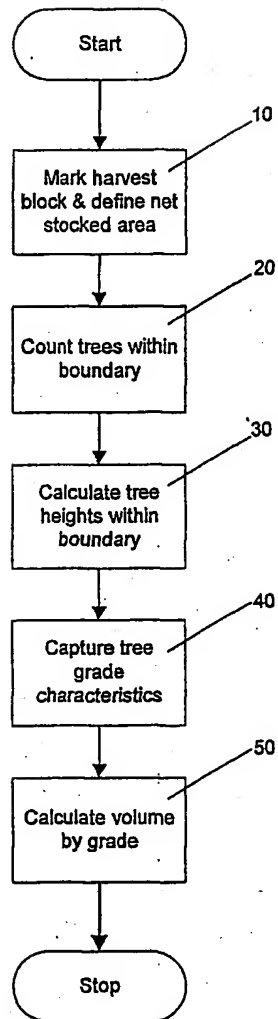 Start
10
Mark harvest
block & define net
stocked area
20
Count trees within
boundary
30
Calculate tree
heights within
boundary
40
Capture tree
grade
characteristics
50
Calculate volume
by grade
Stop